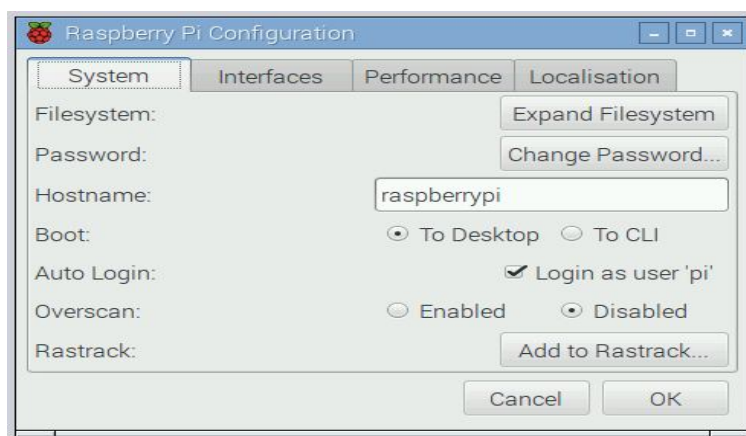 Raspberry Pi Configuration
System Interfaces Performance Localisation
Filesystem: Expand Filesystem
Password: Change Password...
Hostname: raspberrypi
Boot: To Desktop To CLI
Auto Login: Login as user 'pi'
Overscan: Enabled Disabled
Rastrack: Add to Rastrack...
Cancel OK